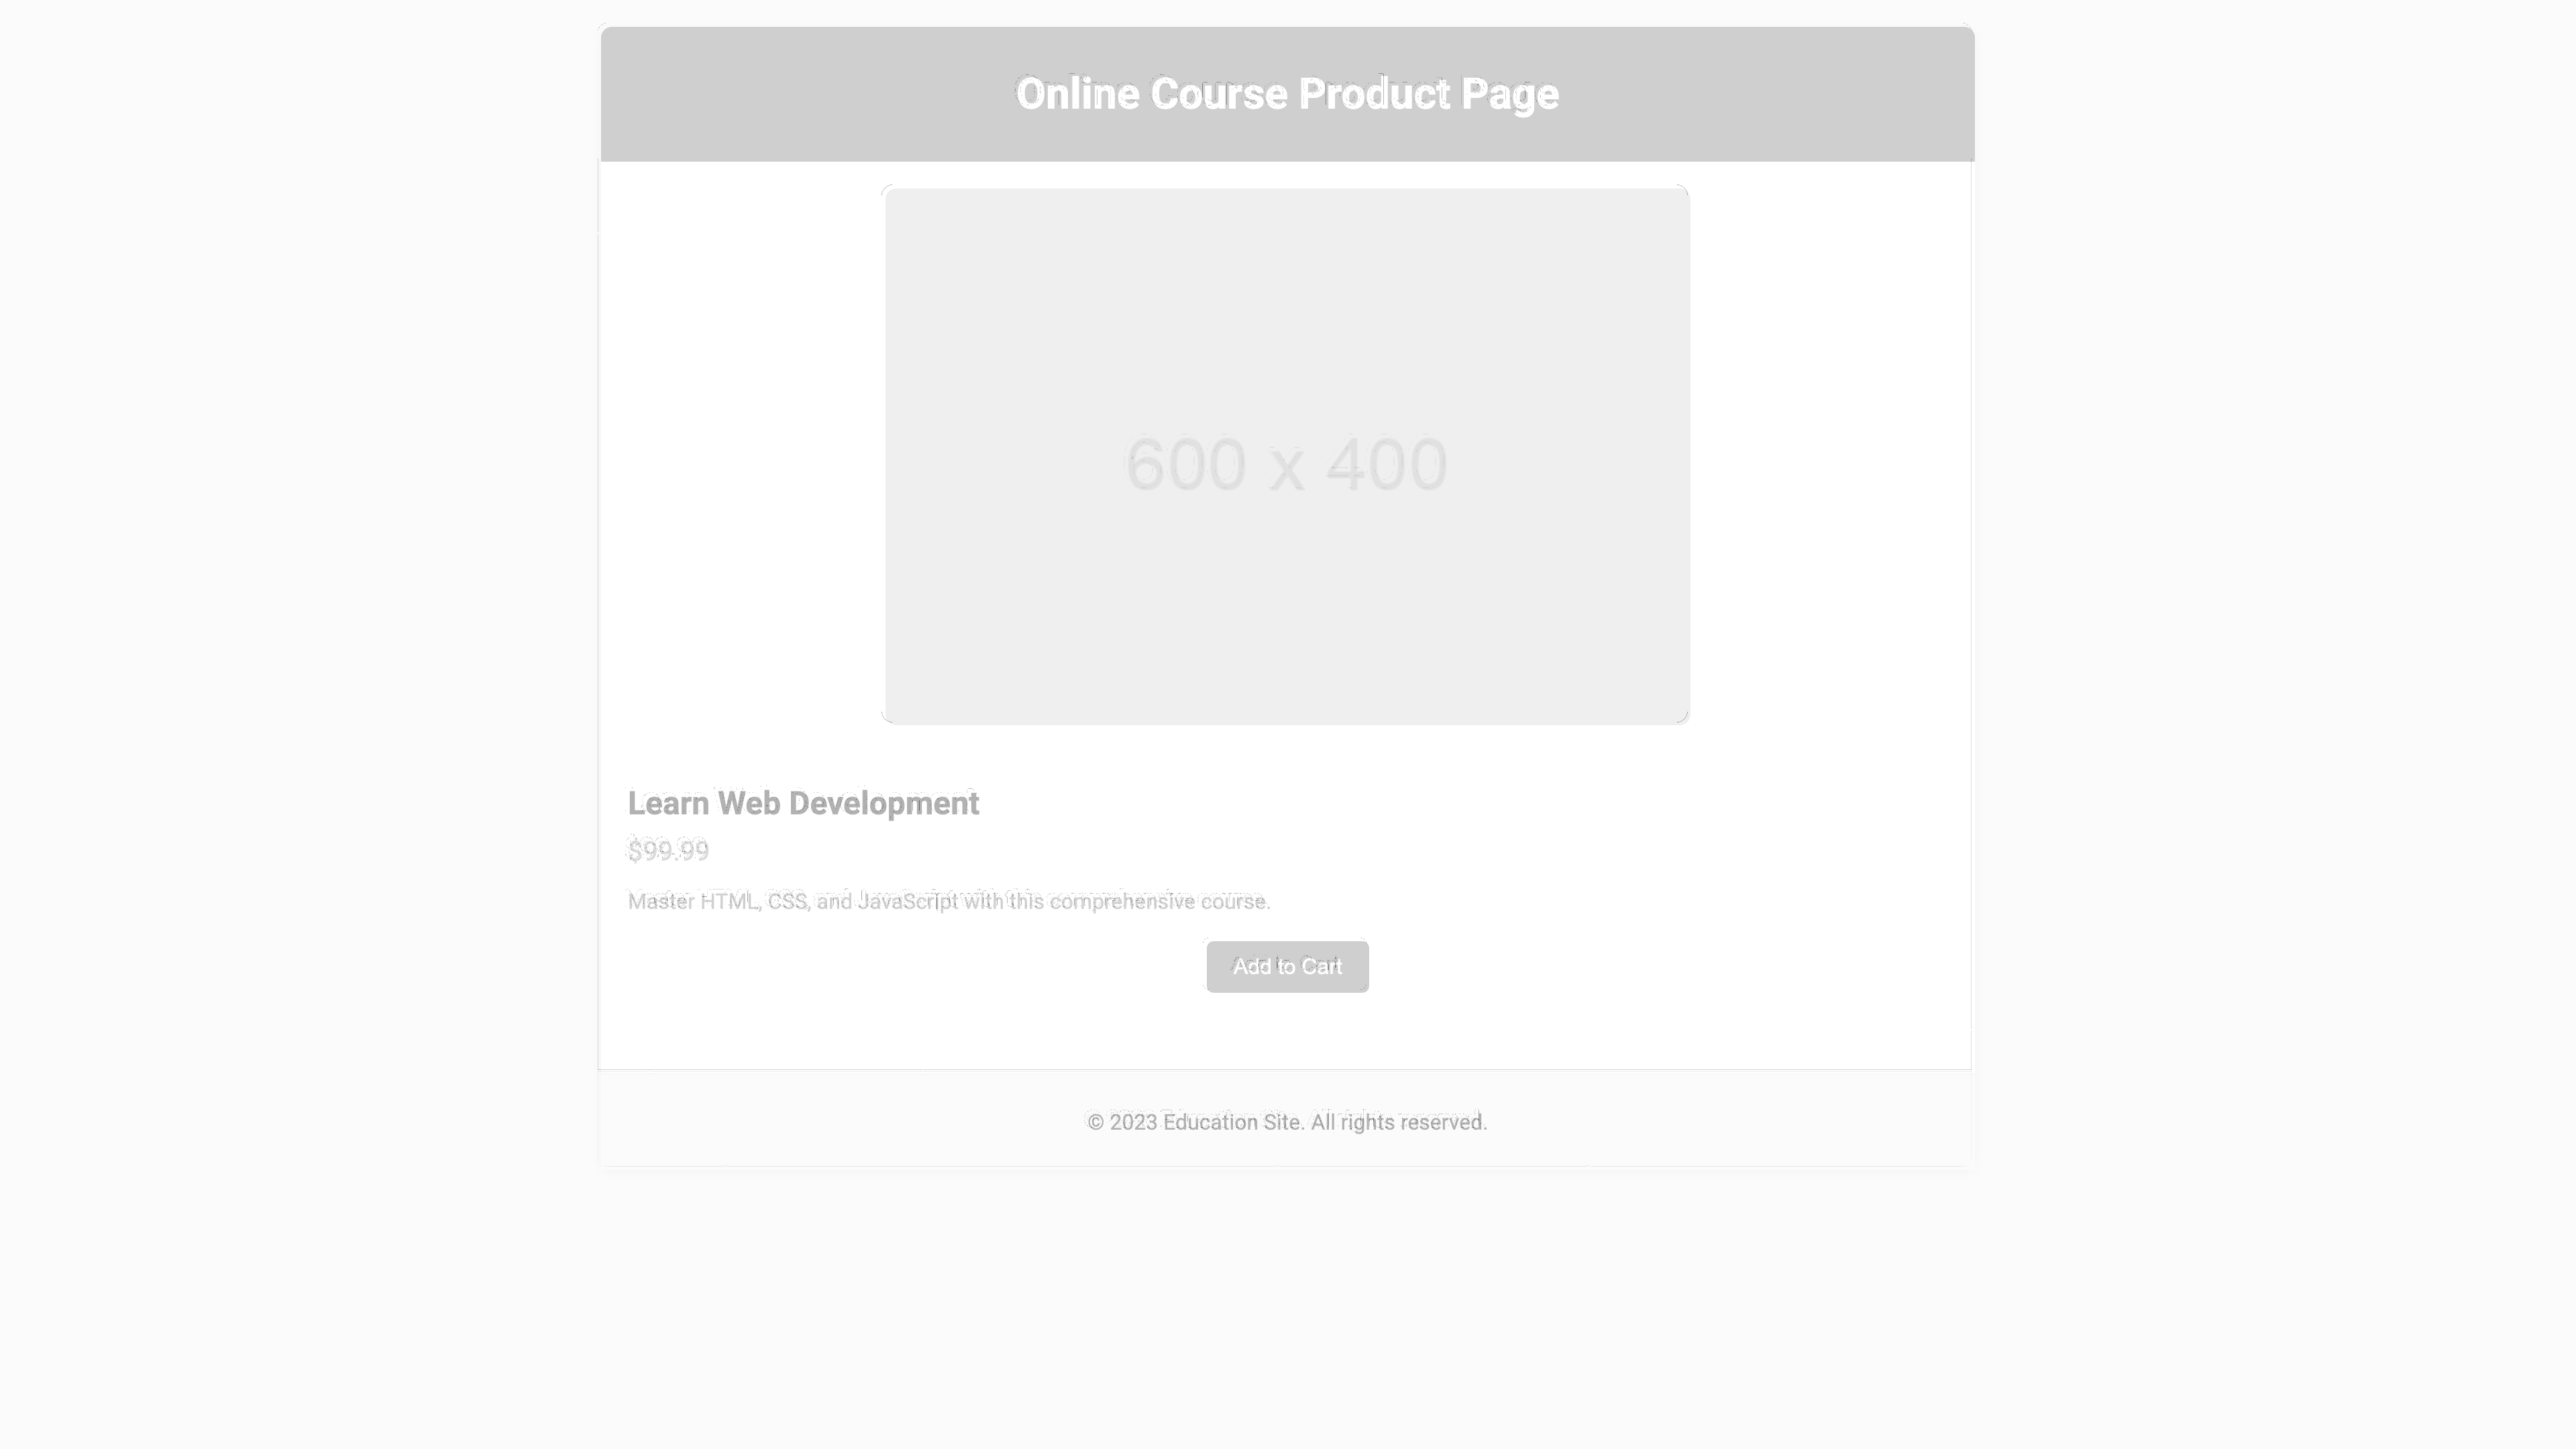 Online Course Product Page
600 x 400
Learn Web Development
$99.99
Master HTML, CSS, and JavaScript with this comprehensive course.
Add to Cart
© 2023 Education Site. All rights reserved.